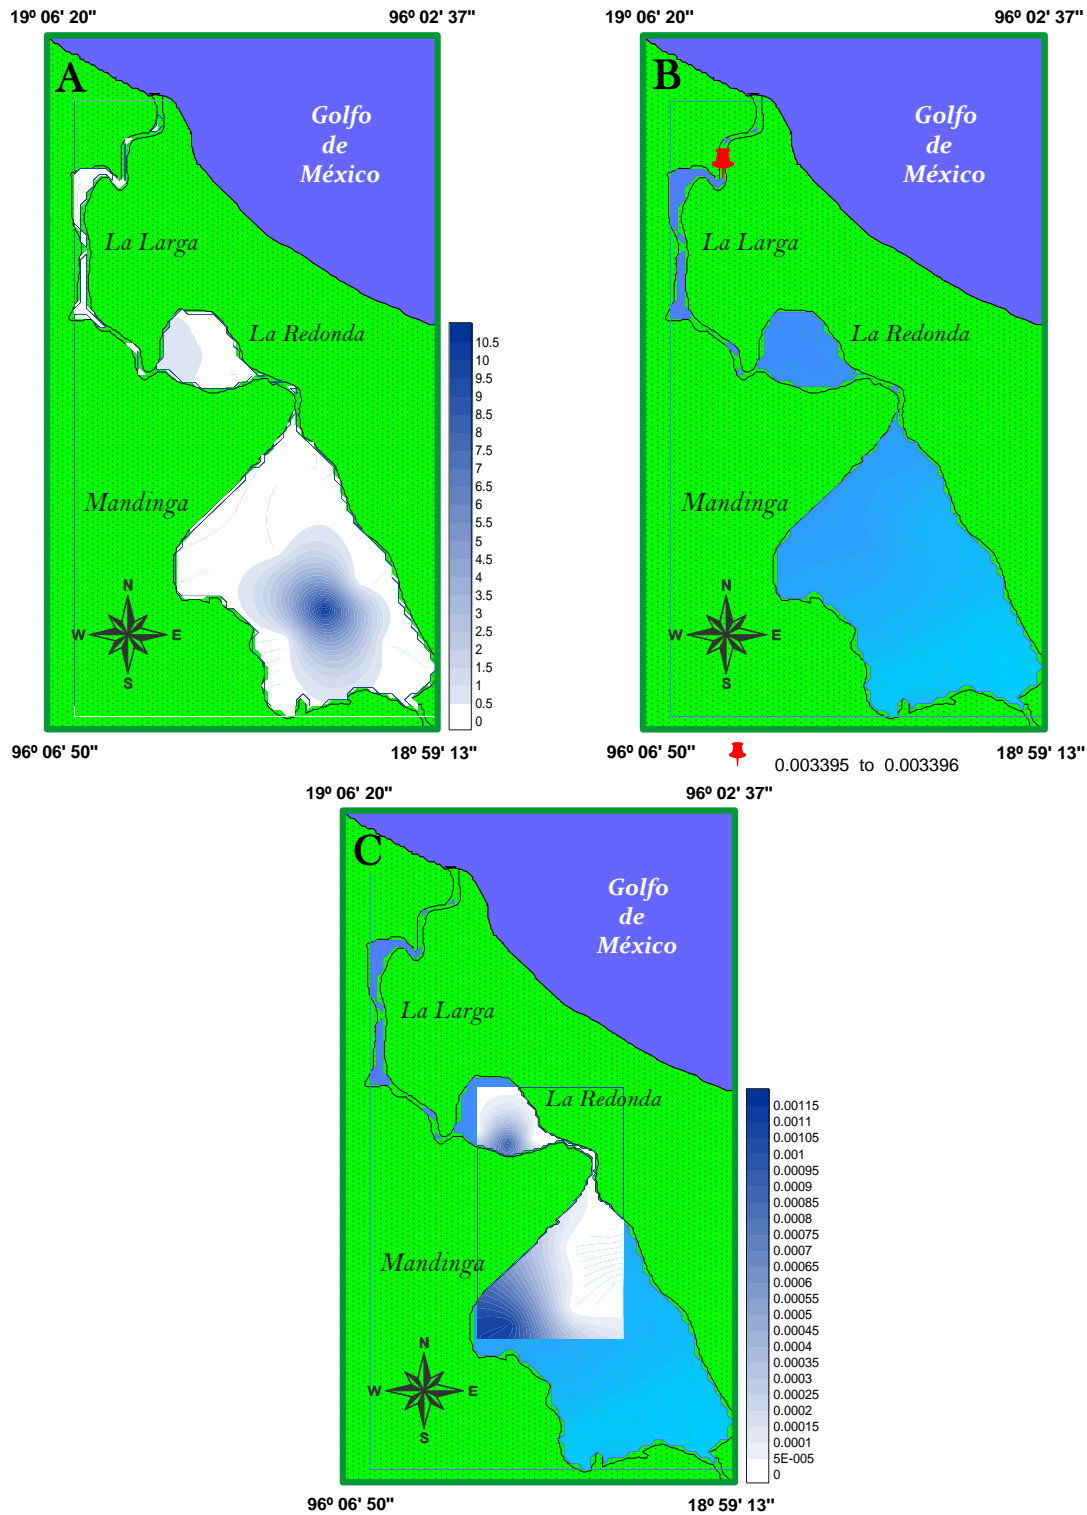 19º 06' 20"
96º 02' 37"
19º 06' 20"
96º 02' 37"
A
Golfo
de
México
La Larga
La Redonda
Mandinga
N
W
E
S
10.5
10
9.5
9
8.5
8
7.5
7
6.5
6
5.5
5
4.5
4
3.5
3
2.5
2
1.5
1
0.5
0
96º 06' 50"
18º 59' 13"
B
Golfo
de
México
La Larga
La Redonda
Mandinga
N
W
E
S
96º 06' 50"
18º 59' 13"
0.003395 to 0.003396
19º 06' 20"
96º 02' 37"
C
Golfo
de
México
La Larga
La Redonda
Mandinga
N
W
E
S
0.00115
0.0011
0.00105
0.001
0.00095
0.0009
0.00085
0.0008
0.00075
0.0007
0.00065
0.0006
0.00055
0.0005
0.00045
0.0004
0.00035
0.0003
0.00025
0.0002
0.00015
0.0001
5E-005
0
96º 06' 50"
18º 59' 13"